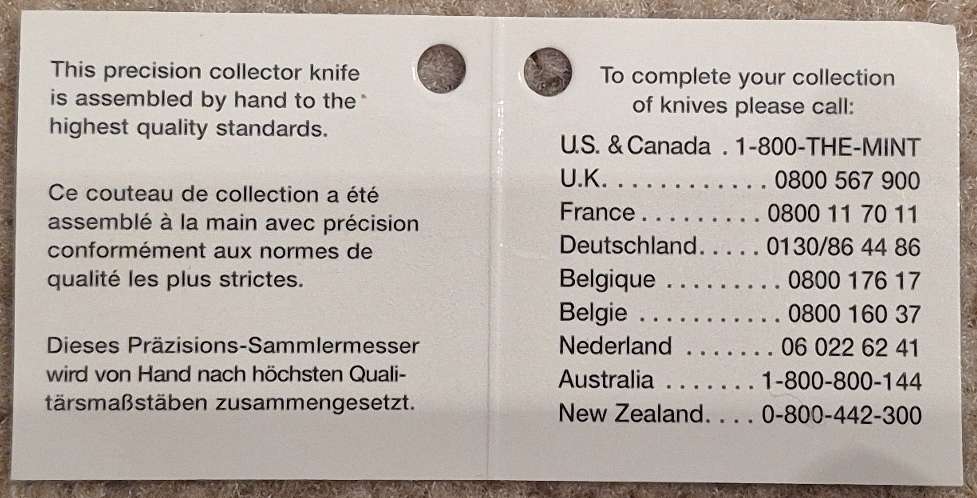 This precision collector knife
is assembled by hand to the
highest quality standards.
Ce couteau de collection a été
assemblé à la main avec précision
conformément aux normes de
qualité les plus strictes.
Dieses Präzisions-Sammlermesser
wird von Hand nach höchsten Quali-
tärsmaßstäben zusammengesetzt.
To complete your collection
of knives please call:
U.S. & Canada . 1-800-THE-MINT
U.K. . . . . . . . . . . . . 0800 567 900
France . . . . . . . . . 0800 11 70 11
Deutschland. . . . . 0130/86 44 86
Belgique . . . . . . . . . 0800 176 17
Belgie . . . . . . . . . . . 0800 160 37
Nederland . . . . . . . 06 022 62 41
Australia . . . . . . . 1-800-800-144
New Zealand. . . . 0-800-442-300